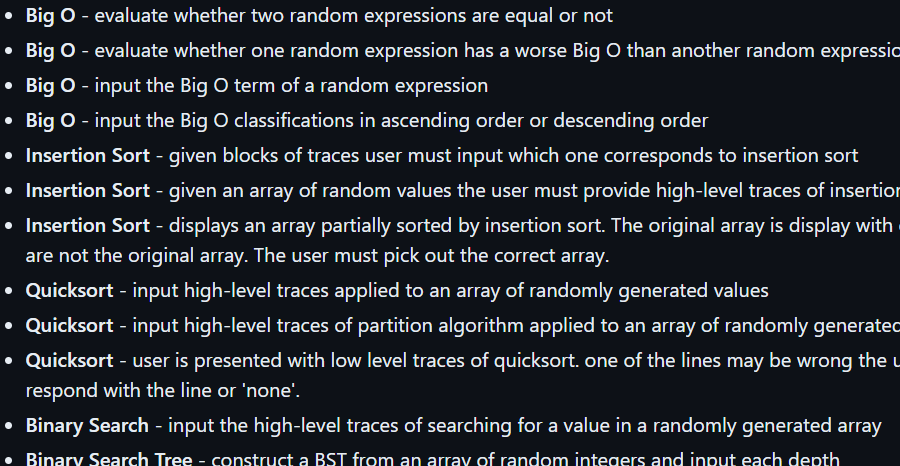 Big O - evaluate whether two random expressions are equal or not
Big O - evaluate whether one random expression has a worse Big O than another random
Big O - input the Big O term of a random expression
Big O - input the Big O classifications in ascending order or descending order
Insertion Sort - given blocks of traces user must input which one corresponds to insertion sort
Insertion Sort - given an array of random values the user must provide high-level traces of
Insertion Sort - displays an array partially sorted by insertion sort. The original array is display with
are not the original array. The user must pick out the correct array.
Quicksort - input high-level traces applied to an array of randomly generated values
Quicksort - input high-level traces of partition algorithm applied to an array of randomly generated
Quicksort - user is presented with low level traces of quicksort. one of the lines may be wrong the
respond with the line or 'none'.
Binary Search - input the high-level traces of searching for a value in a randomly generated array
Binary Search Tree - construct a BST from an array of random integers and input each depth